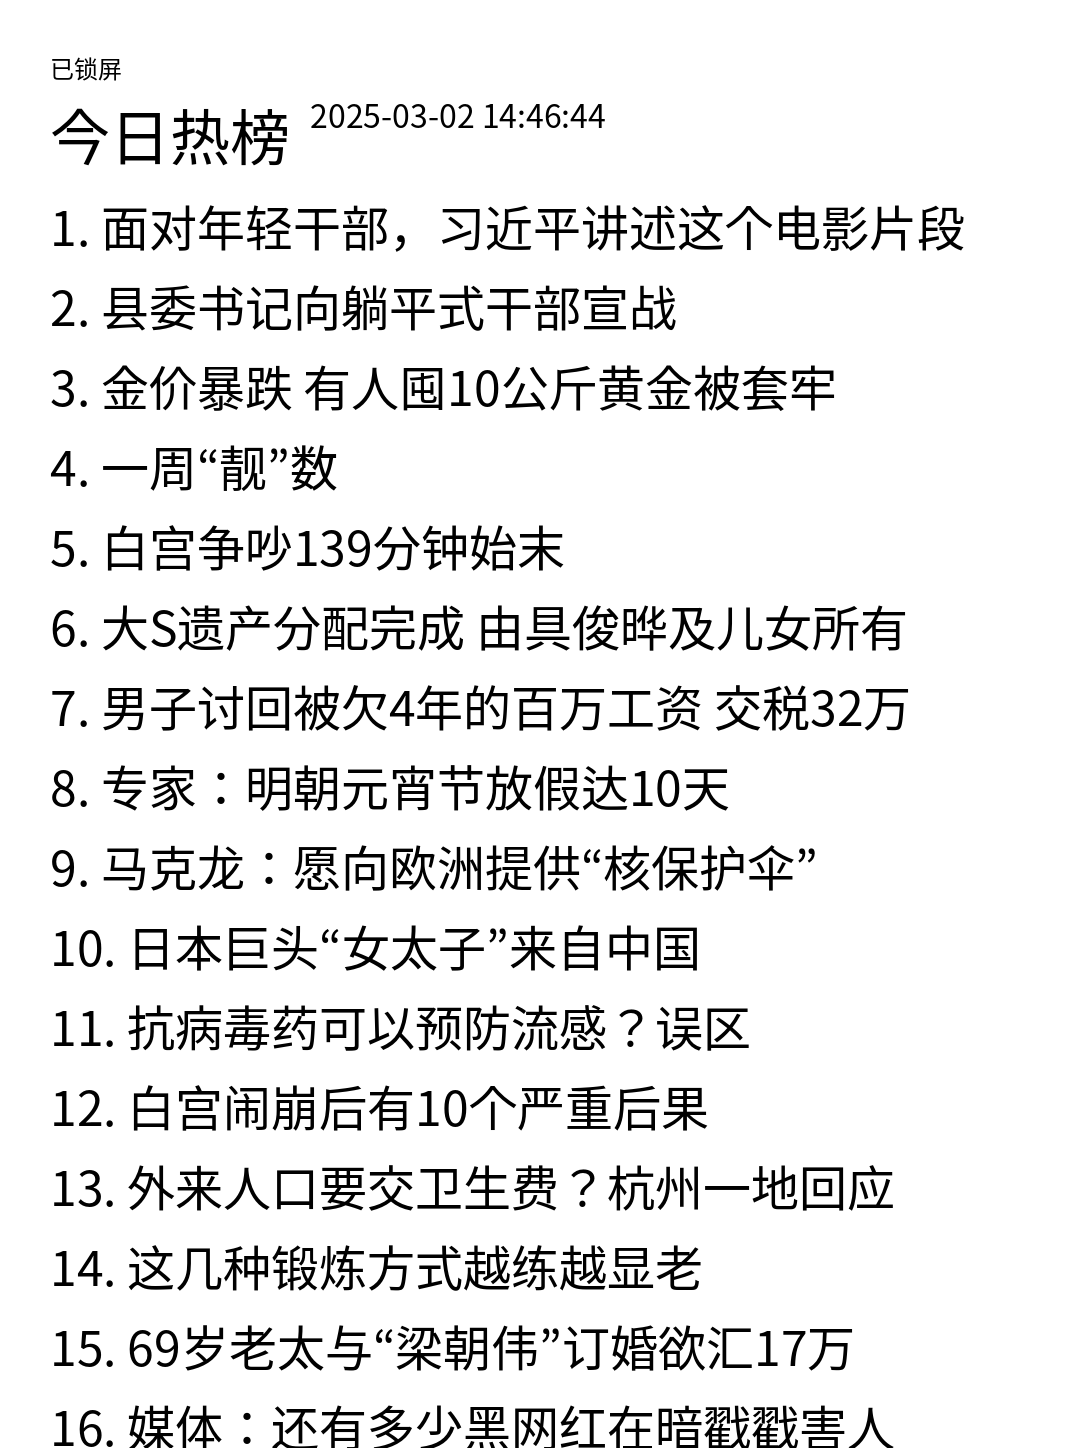 已锁屏
今日热榜 2025-03-02 14:46:44
1. 面对年轻干部，习近平讲述这个电影片段
2. 县委书记向躺平式干部宣战
3. 金价暴跌 有人囤10公斤黄金被套牢
4. 一周“靓”数
5. 白宫争吵139分钟始末
6. 大S遗产分配完成 由具俊晔及儿女所有
7. 男子讨回被欠4年的百万工资 交税32万
8. 专家：明朝元宵节放假达10天
9. 马克龙：愿向欧洲提供“核保护伞”
10. 日本巨头“女太子”来自中国
11. 抗病毒药可以预防流感？误区
12. 白宫闹崩后有10个严重后果
13. 外来人口要交卫生费？杭州一地回应
14. 这几种锻炼方式越练越显老
15. 69岁老太与“梁朝伟”订婚欲汇17万
16. 媒体：还有多少黑网红在暗戳戳害人